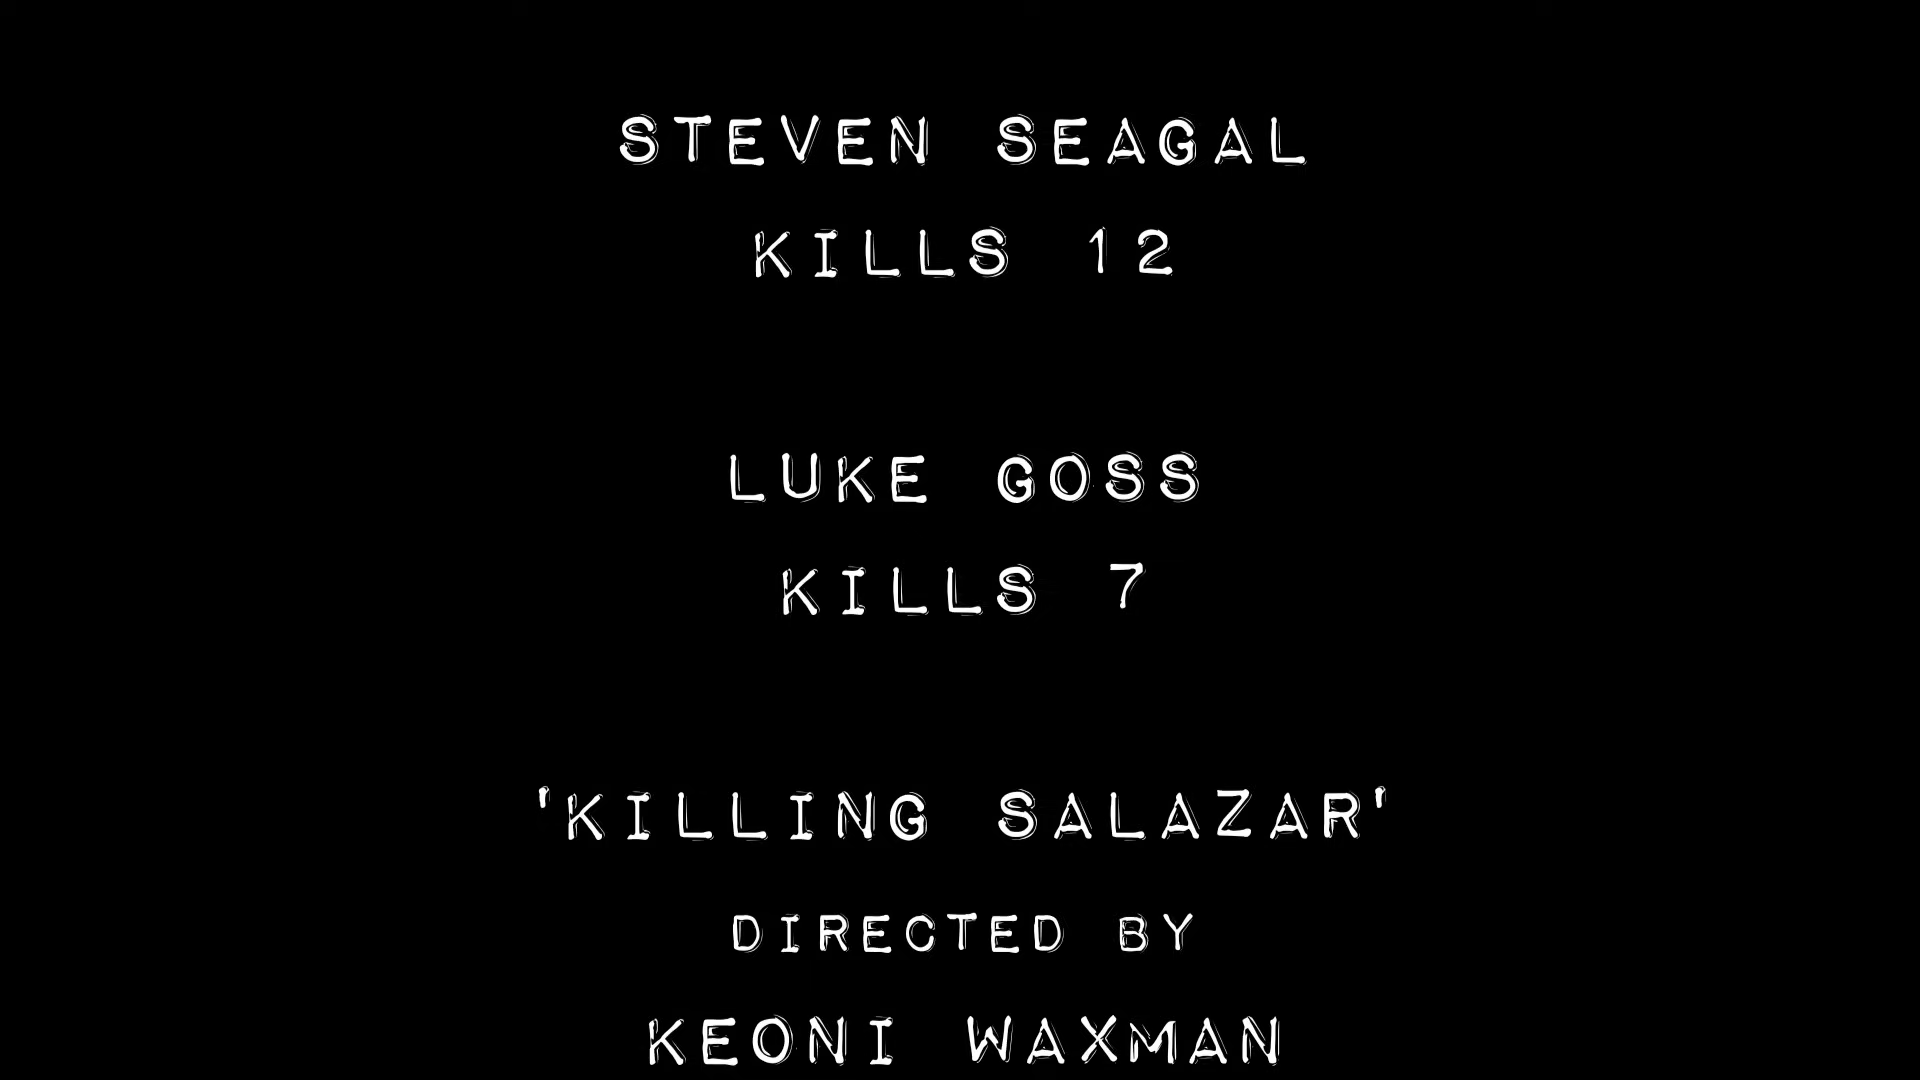 STEVEN SEAGAL
KILLS 12
LUKE GOSS
KILLS 7
'KILLING SALAZAR'
DIRECTED BY
KEONI WAXMAN